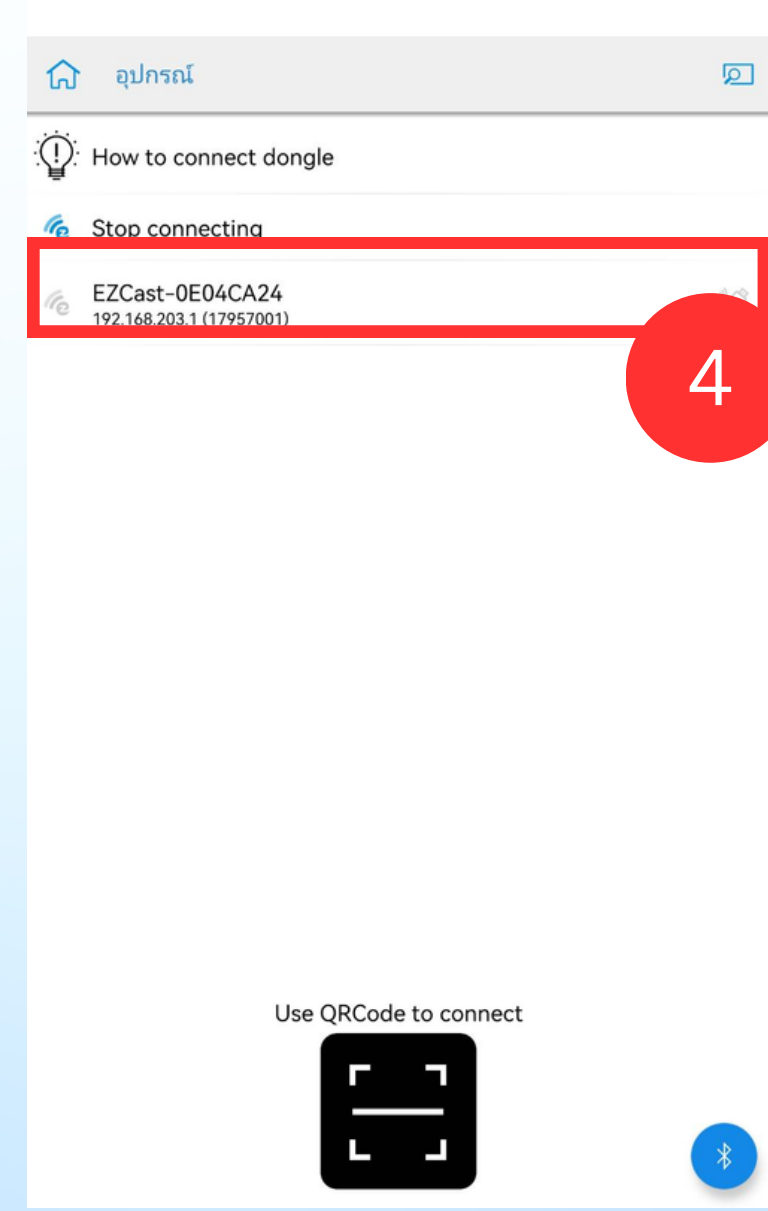 อุปกรณ์
How to connect dongle
Stop connecting
EZCast-0E04CA24
192.168.203.1 (17957001)
4
Use QRCode to connect